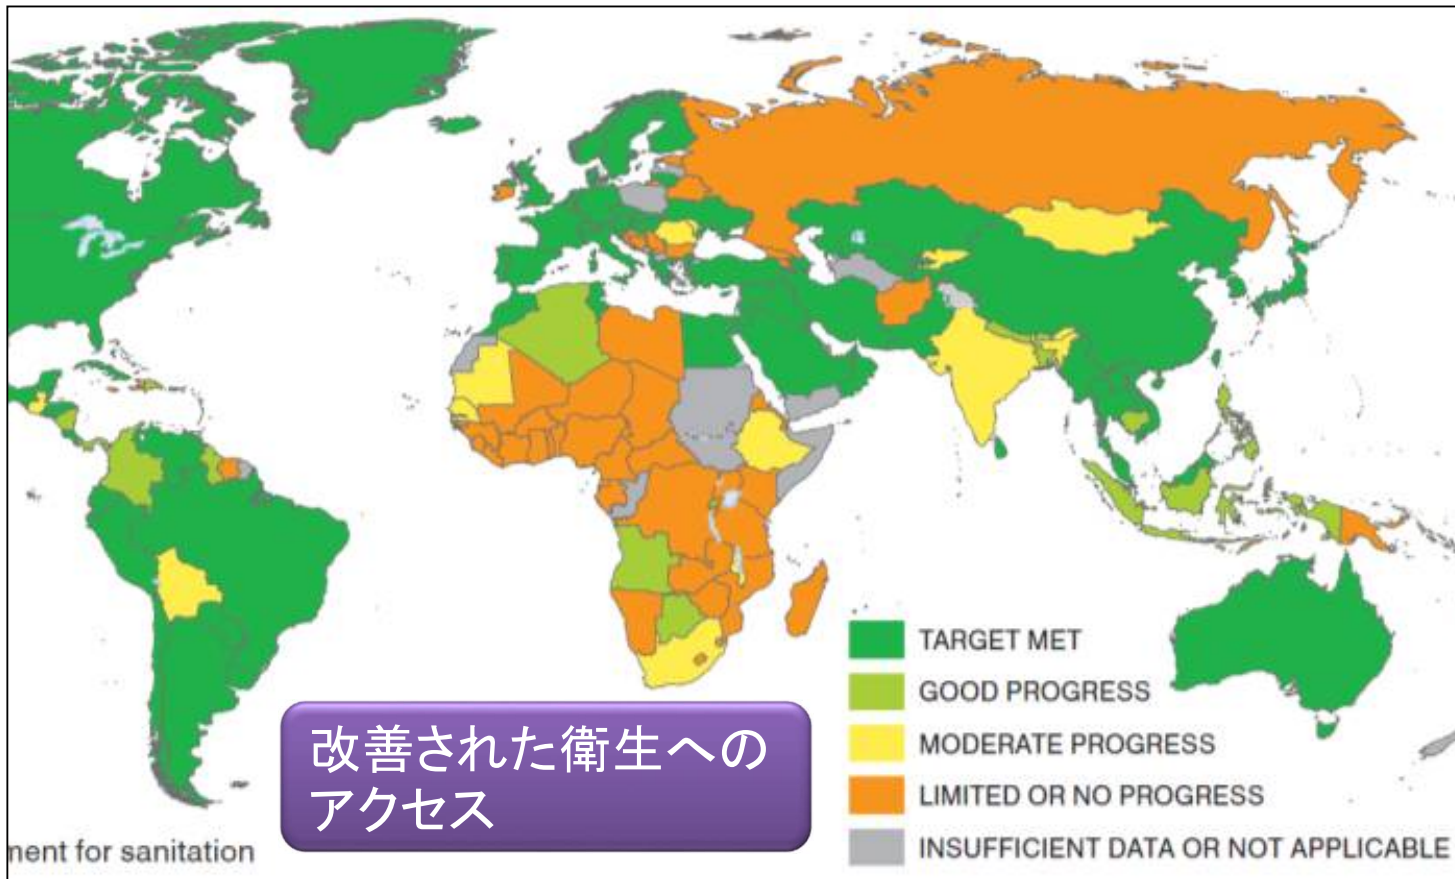 TARGET MET
GOOD PROGRESS
MODERATE PROGRESS
LIMITED OR NO PROGRESS
INSUFFICIENT DATA OR NOT APPLICABLE
改善された衛生への
アクセス
ment for sanitation